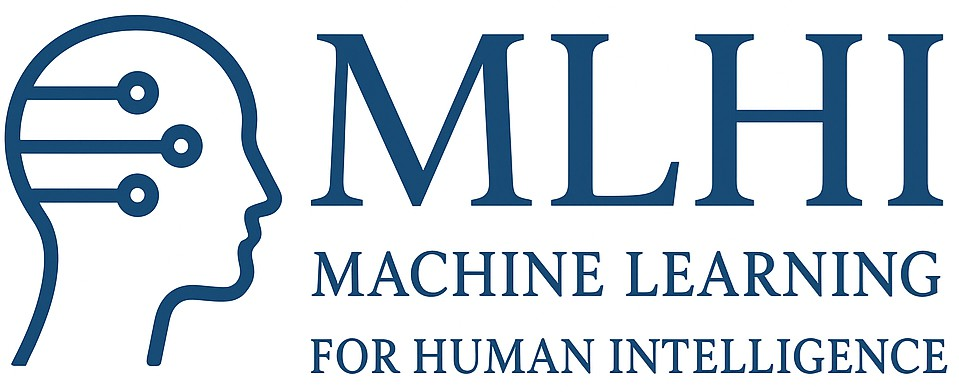 MLHI
MACHINE LEARNING
FOR HUMAN INTELLIGENCE